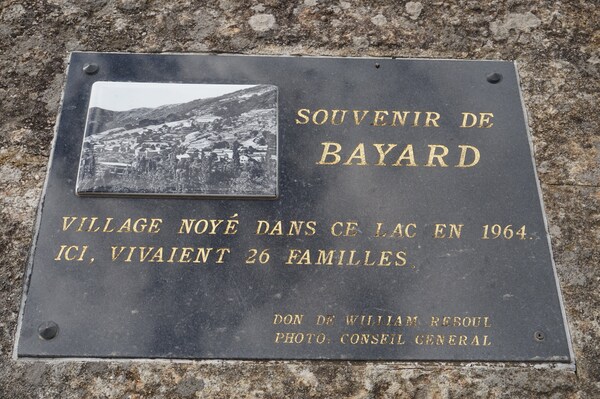 SOUVENIR DE
BAYARD
VILLAGE NOYÉ DANS CE LAC EN 1964.
ICI, VIVAIENT 26 FAMILLES
DON DE WILLIAM REBOUL
PHOTO: CONSEIL GENERAL